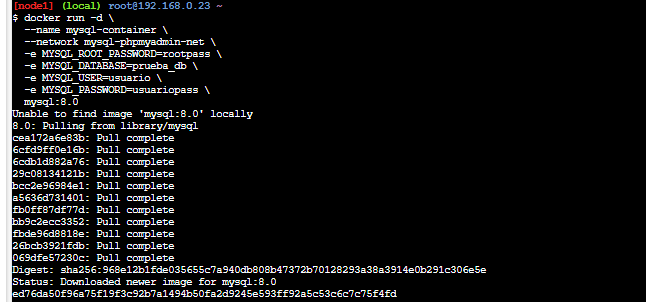 [node1] (local) root@192.168.0.23 ~
$ docker run -d \
  --name mysql-container \
  --network mysql-phpmyadmin-net \
  -e MYSQL_ROOT_PASSWORD=rootpass \
  -e MYSQL_DATABASE=prueba_db \
  -e MYSQL_USER=usuario \
  -e MYSQL_PASSWORD=usuariopass \
  mysql:8.0
Unable to find image 'mysql:8.0' locally
8.0: Pulling from library/mysql
cea172a6e83b: Pull complete
6cfd9ff0e16b: Pull complete
6cdb1d882a76: Pull complete
29c08134121b: Pull complete
bcc2e96984e1: Pull complete
a5636d731401: Pull complete
fb0ff87df77d: Pull complete
bb9c2ecc3352: Pull complete
fbde96d8818e: Pull complete
26bcb3921fdb: Pull complete
069dfe57230c: Pull complete
Digest: sha256:968e12b1fde035655c7a940db808b47372b70128293a38a3914e0b291c306e5e
Status: Downloaded newer image for mysql:8.0
ed76da50f96a75f19f3c92b7a1494b50fa2d9245e593ff92a5c53c6c7c75f4fd